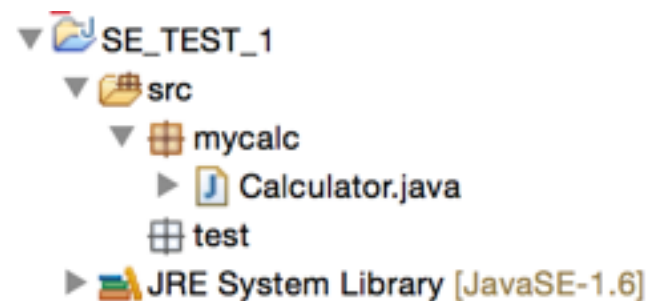 SE_TEST_1
src
mycalc
J Calculator.java
test
JRE System Library [JavaSE-1.6]